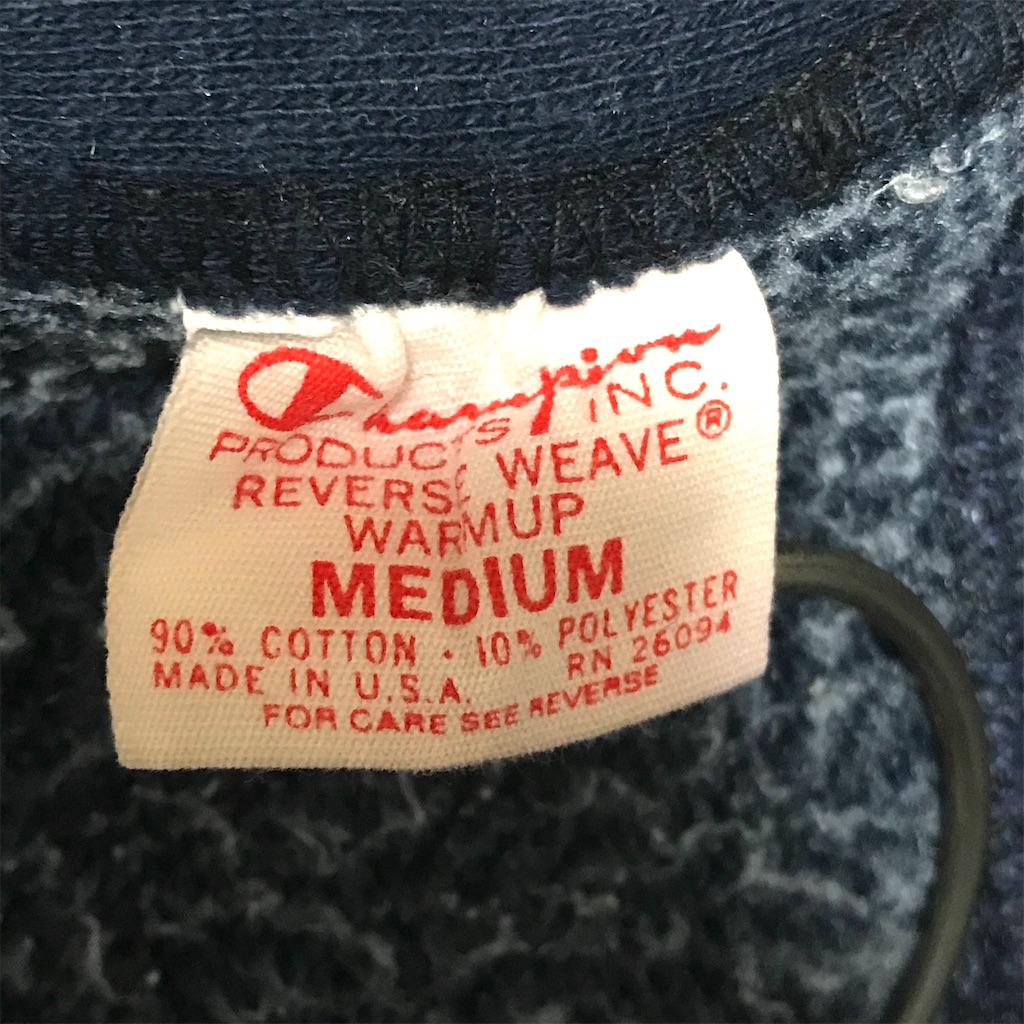 Champion
PRODUCTS INC.
REVERSE WEAVE®
WARMUP
MEDIUM
90% COTTON · 10% POLYESTER
MADE IN U.S.A. RN 26094
FOR CARE SEE REVERSE